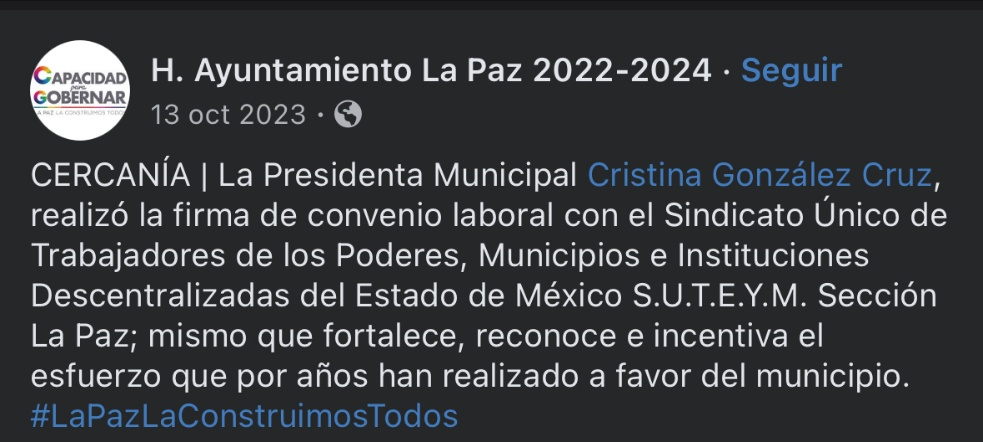 CAPACIDAD
para
GOBERNAR
LA PAZ LA CONSTRUIMOS TODOS
H. Ayuntamiento La Paz 2022-2024 · Seguir
13 oct 2023 ·
CERCANÍA | La Presidenta Municipal Cristina González Cruz,
realizó la firma de convenio laboral con el Sindicato Único de
Trabajadores de los Poderes, Municipios e Instituciones
Descentralizadas del Estado de México S.U.T.E.Y.M. Sección
La Paz; mismo que fortalece, reconoce e incentiva el
esfuerzo que por años han realizado a favor del municipio.
#LaPazLaConstruimosTodos